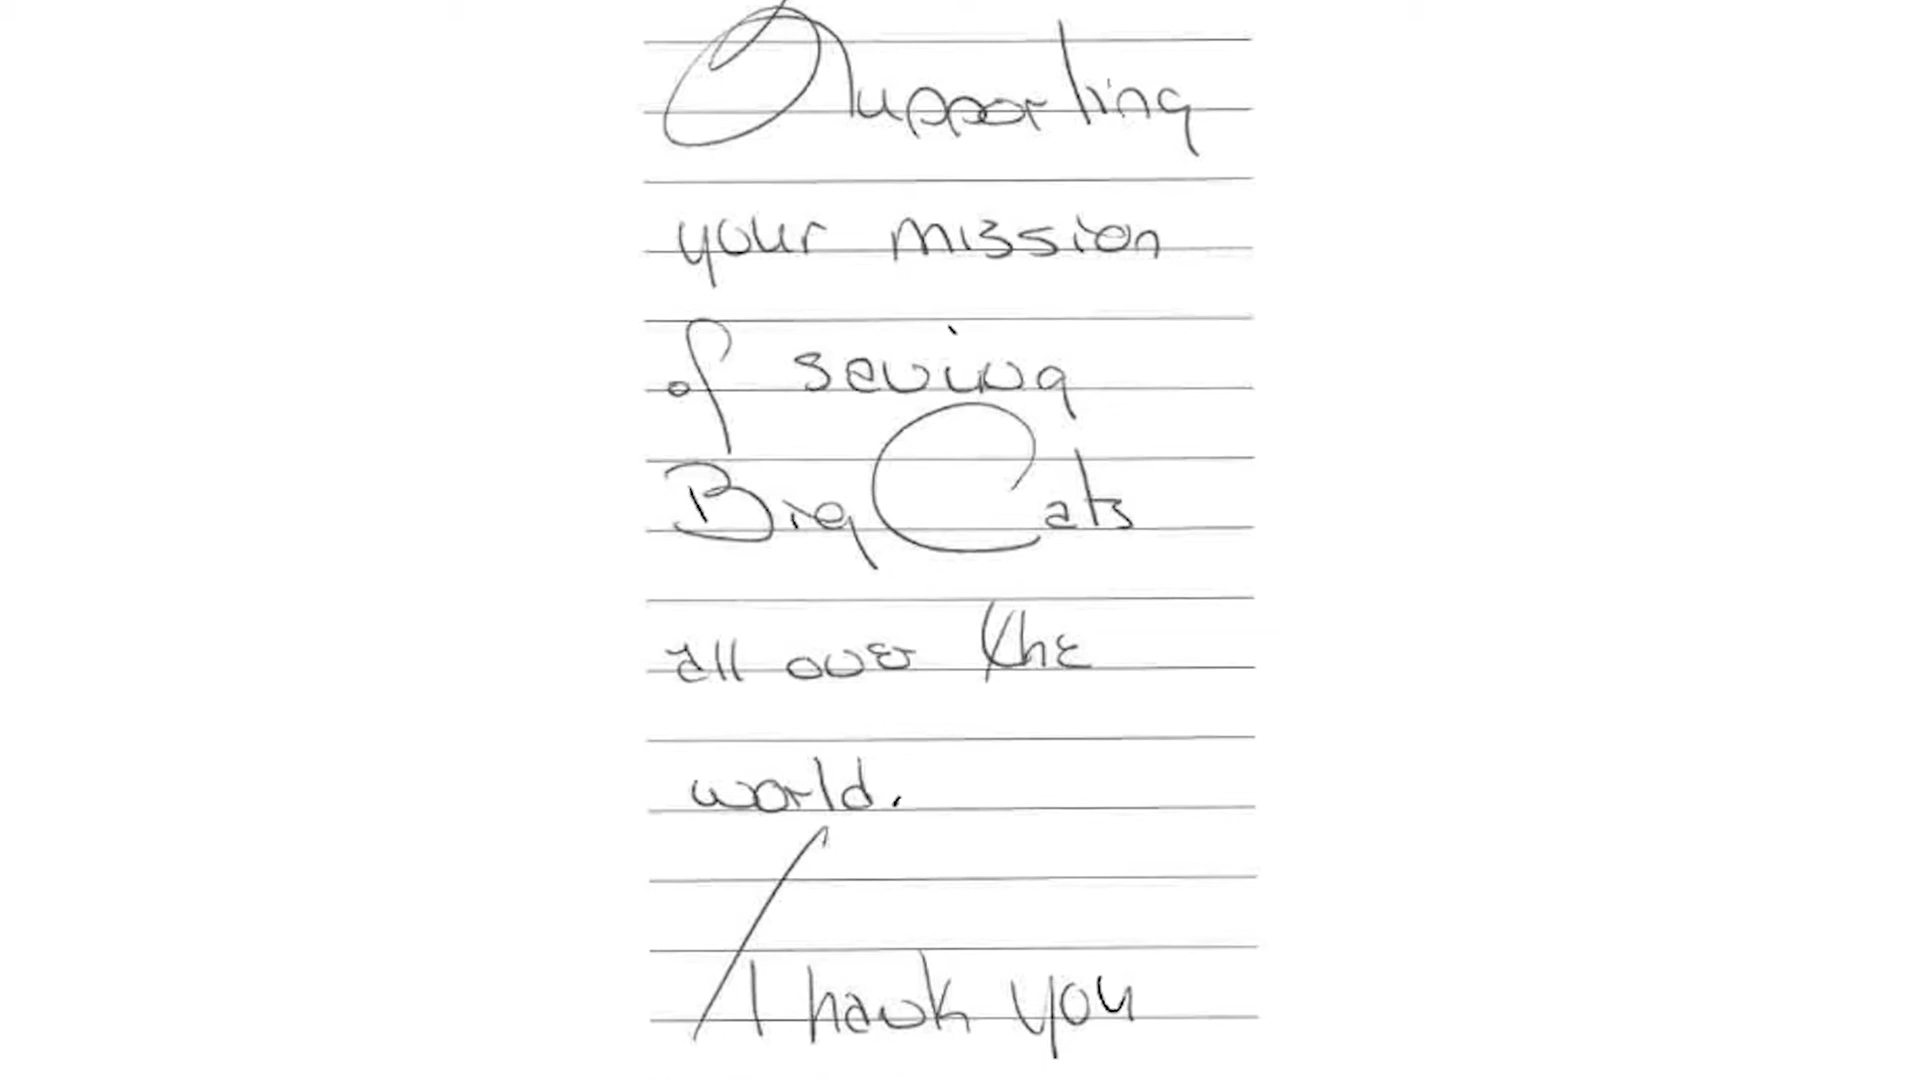 Supporting
your mission
of saving
Big Cats
all over the
world.
Thank you